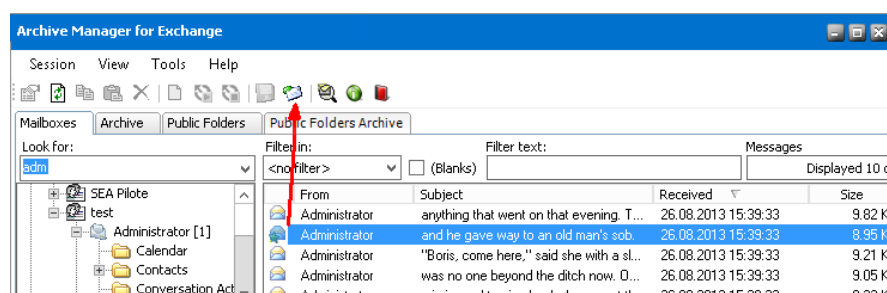 Archive Manager for Exchange
Session View Tools Help
Mailboxes Archive Public Folders Public Folders Archive
Look for: Filter in: Filter text: Messages
adm <no filter> (Blanks) Displayed 10
From Subject Received Size
SEA Pilote
test Administrator anything that went on that evening. T... 26.08.2013 15:39:33 9.82 K
Administrator [1] Administrator and he gave way to an old man's sob. 26.08.2013 15:39:33 8.95 K
Calendar Administrator "Boris, come here," said she with a sl... 26.08.2013 15:39:33 9.21 K
Contacts Administrator was no one beyond the ditch now. O... 26.08.2013 15:39:33 9.05 K
Conversation Act